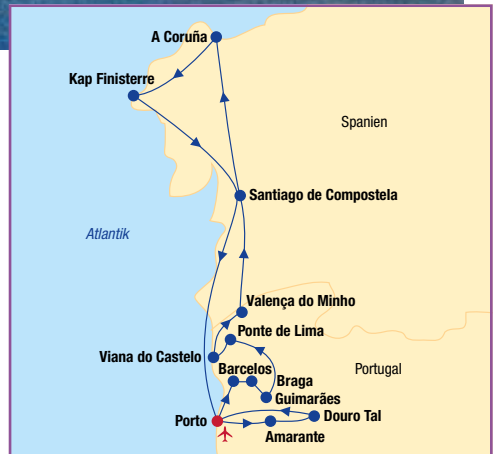 A Coruña
Kap Finisterre
Spanien
Santiago de Compostela
Atlantik
Valença do Minho
Ponte de Lima
Viana do Castelo
Portugal
Barcelos
Braga
Guimarães
Porto
Douro Tal
Amarante